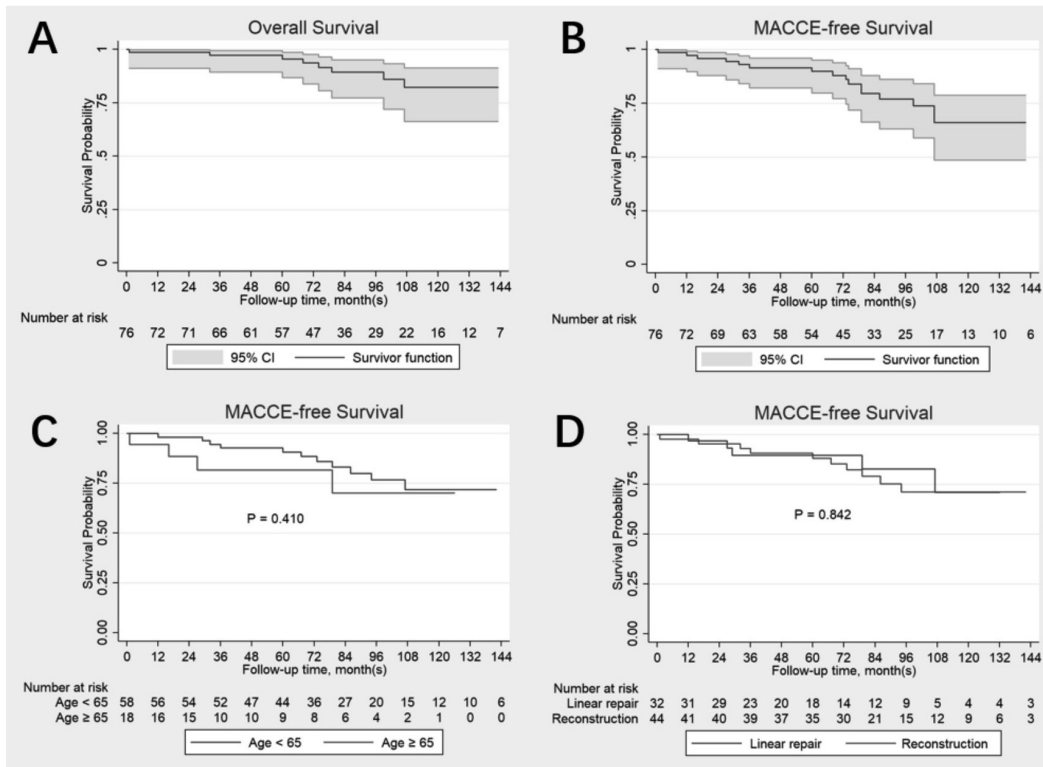 A
Overall Survival
Survival Probability
1
.75
.5
.25
0
0 12 24 36 48 60 72 84 96 108 120 132 144
Follow-up time, month(s)
Number at risk
76 72 71 66 61 57 47 36 29 22 16 12 7
95% CI Survivor function
B
MACCE-free Survival
Survival Probability
1
.75
.5
.25
0
0 12 24 36 48 60 72 84 96 108 120 132 144
Follow-up time, month(s)
Number at risk
76 72 69 63 58 54 45 33 25 17 13 10 6
95% CI Survivor function
C
MACCE-free Survival
Survival Probability
1.00
0.75
0.50
0.25
0.00
P = 0.410
0 12 24 36 48 60 72 84 96 108 120 132 144
Follow-up time, month(s)
Number at risk
Age < 65 58 56 54 52 47 44 36 27 20 15 12 10 6
Age ≥ 65 18 16 15 10 10 9 8 6 4 2 1 0 0
Age < 65 Age ≥ 65
D
MACCE-free Survival
Survival Probability
1.00
0.75
0.50
0.25
0.00
P = 0.842
0 12 24 36 48 60 72 84 96 108 120 132 144
Follow-up time, month(s)
Number at risk
Linear repair 32 31 29 23 20 18 14 12 9 5 4 4 3
Reconstruction 44 41 40 39 37 35 30 21 15 12 9 6 3
Linear repair Reconstruction